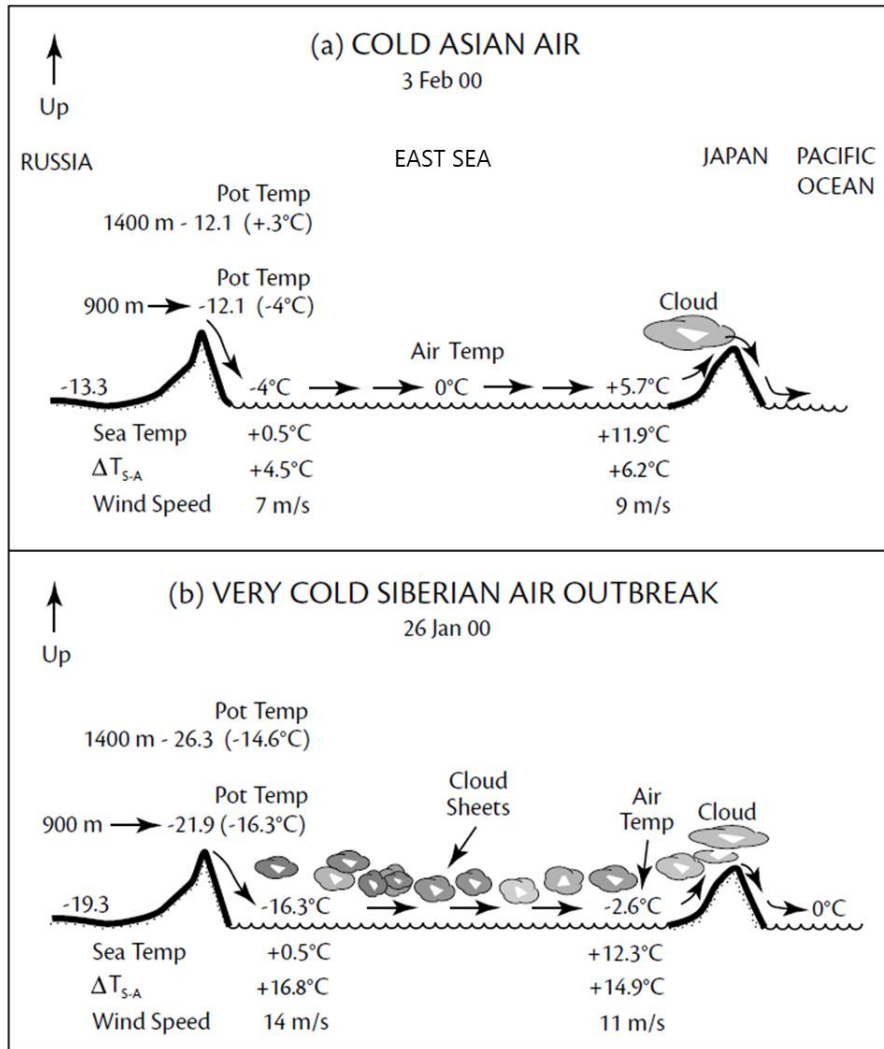 (a) COLD ASIAN AIR
3 Feb 00
Up
RUSSIA
EAST SEA
JAPAN
PACIFIC
OCEAN
Pot Temp
1400 m - 12.1 (+.3°C)
Pot Temp
900 m -12.1 (-4°C)
Cloud
Air Temp
-13.3 -4°C 0°C +5.7°C
Sea Temp +0.5°C +11.9°C
ΔTS-A +4.5°C +6.2°C
Wind Speed 7 m/s 9 m/s
(b) VERY COLD SIBERIAN AIR OUTBREAK
26 Jan 00
Up
Pot Temp
1400 m - 26.3 (-14.6°C)
Pot Temp
900 m -21.9 (-16.3°C)
Cloud
Sheets
Air
Temp
Cloud
-19.3 -16.3°C -2.6°C 0°C
Sea Temp +0.5°C +12.3°C
ΔTS-A +16.8°C +14.9°C
Wind Speed 14 m/s 11 m/s